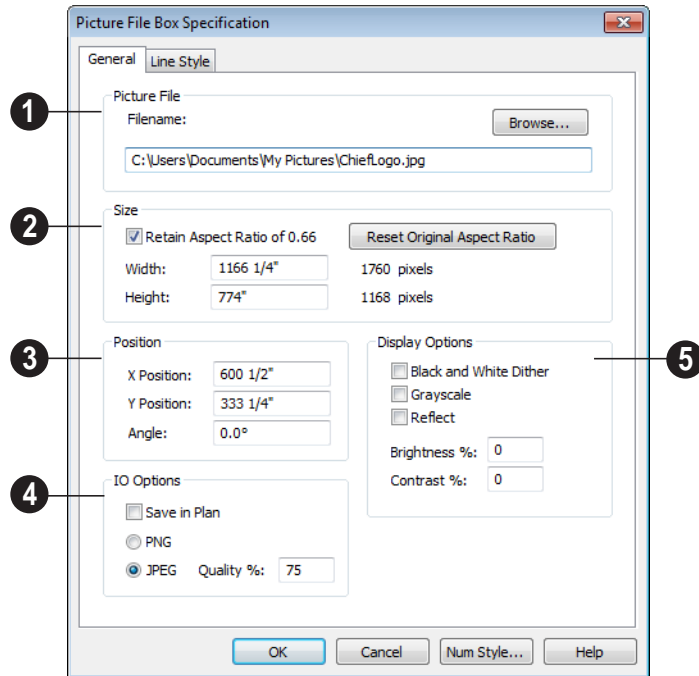 Picture File Box Specification
General Line Style
1
Picture File
Filename:
Browse...
C:\Users\Documents\My Pictures\ChiefLogo.jpg
2
Size
Retain Aspect Ratio of 0.66 Reset Original Aspect Ratio
Width: 1166 1/4" 1760 pixels
Height: 774" 1168 pixels
3
Position
X Position: 600 1/2"
Y Position: 333 1/4"
Angle: 0.0°
5
Display Options
Black and White Dither
Grayscale
Reflect
Brightness %: 0
Contrast %: 0
4
IO Options
Save in Plan
PNG
JPEG Quality %: 75
OK Cancel Num Style... Help